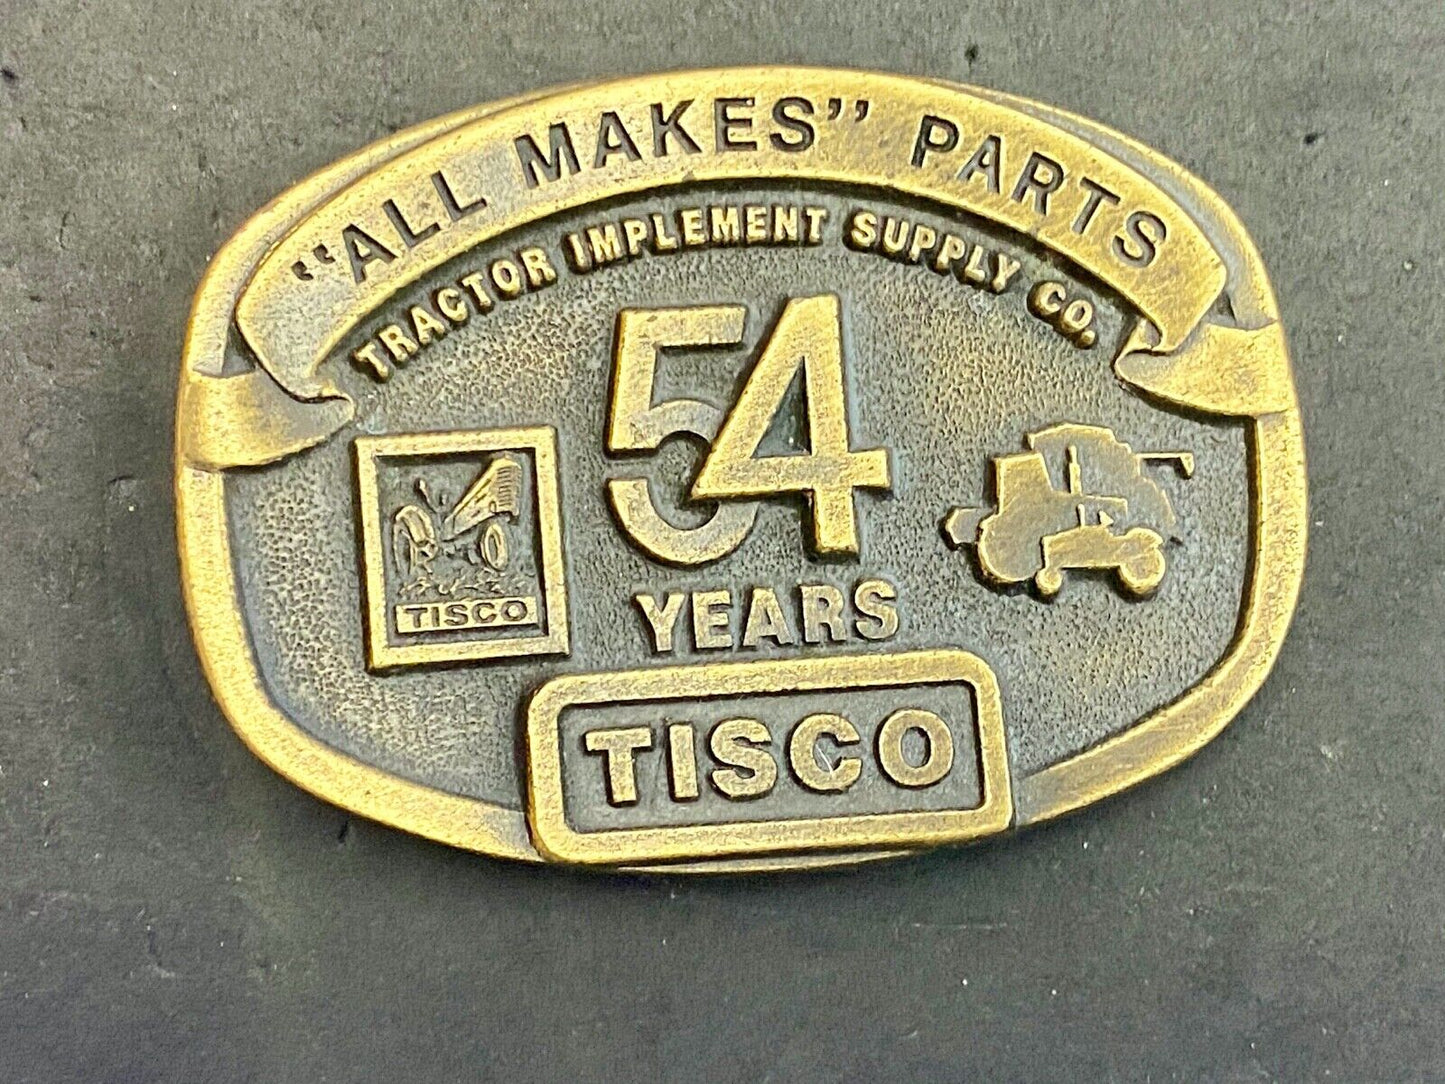 “ALL MAKES” PARTS
TRACTOR IMPLEMENT SUPPLY CO.
54
YEARS
TISCO
TISCO